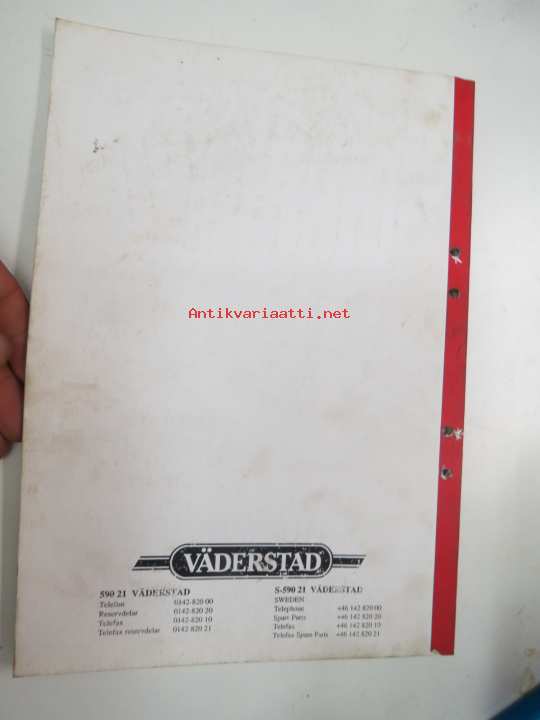 Antikvariaatti.net
VÄDERSTAD
590 21 VÄDERSTAD
Telefon 0142-820 00
Reservdelar 0142-820 20
Telefax 0142-820 10
Telefax reservdelar 0142 820 21
S-590 21 VÄDERSTAD
SWEDEN
Telephone +46 142 820 00
Spare Parts +46 142 820 20
Telefax +46 142 820 10
Telefax Spare Parts +46 142 820 21